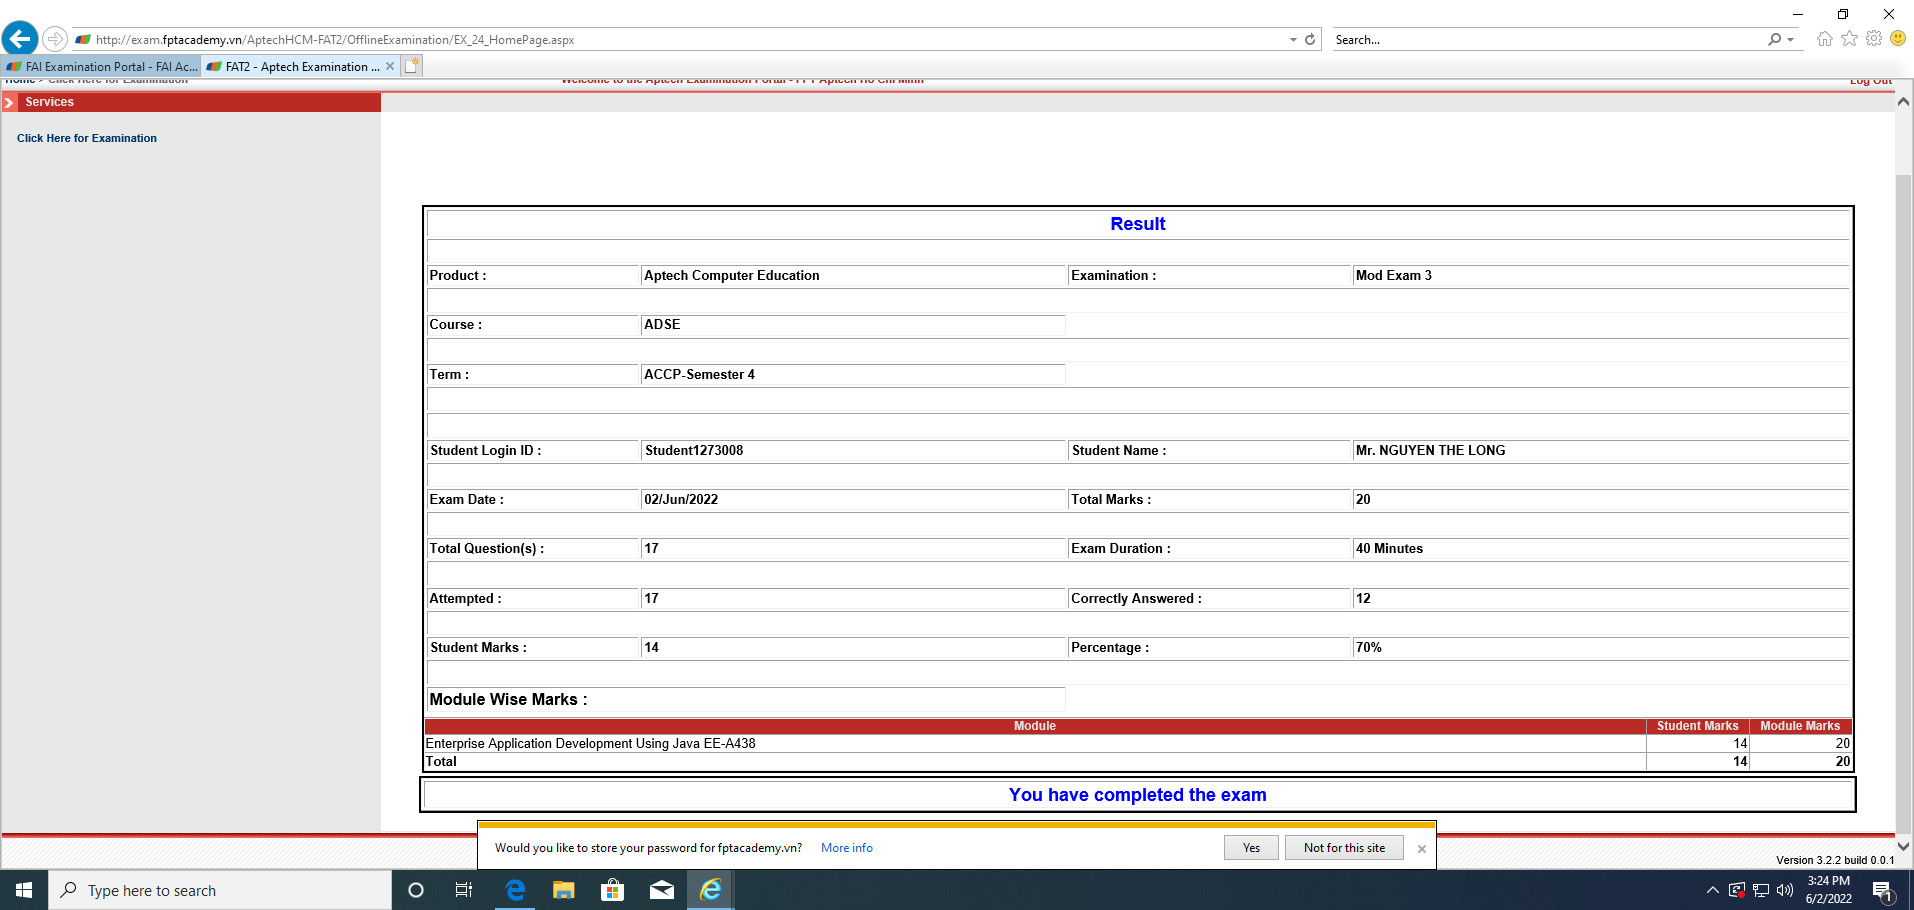 http://exam.fptacademy.vn/AptechHCM-FAT2/OfflineExamination/EX_24_HomePage.aspx
Search...
FAI Examination Portal - FAI Ac...
FAT2 - Aptech Examination ...
Home > Click Here for Examination
Welcome to the Aptech Examination Portal - FPT Aptech Ho Chi Minh
Log Out
Services
Click Here for Examination
Result
Product : Aptech Computer Education Examination : Mod Exam 3
Course : ADSE
Term : ACCP-Semester 4
Student Login ID : Student1273008 Student Name : Mr. NGUYEN THE LONG
Exam Date : 02/Jun/2022 Total Marks : 20
Total Question(s) : 17 Exam Duration : 40 Minutes
Attempted : 17 Correctly Answered : 12
Student Marks : 14 Percentage : 70%
Module Wise Marks :
Module Student Marks Module Marks
Enterprise Application Development Using Java EE-A438 14 20
Total 14 20
You have completed the exam
Would you like to store your password for fptacademy.vn? More info Yes Not for this site
Version 3.2.2 build 0.0.1
Type here to search
3:24 PM
6/2/2022
1